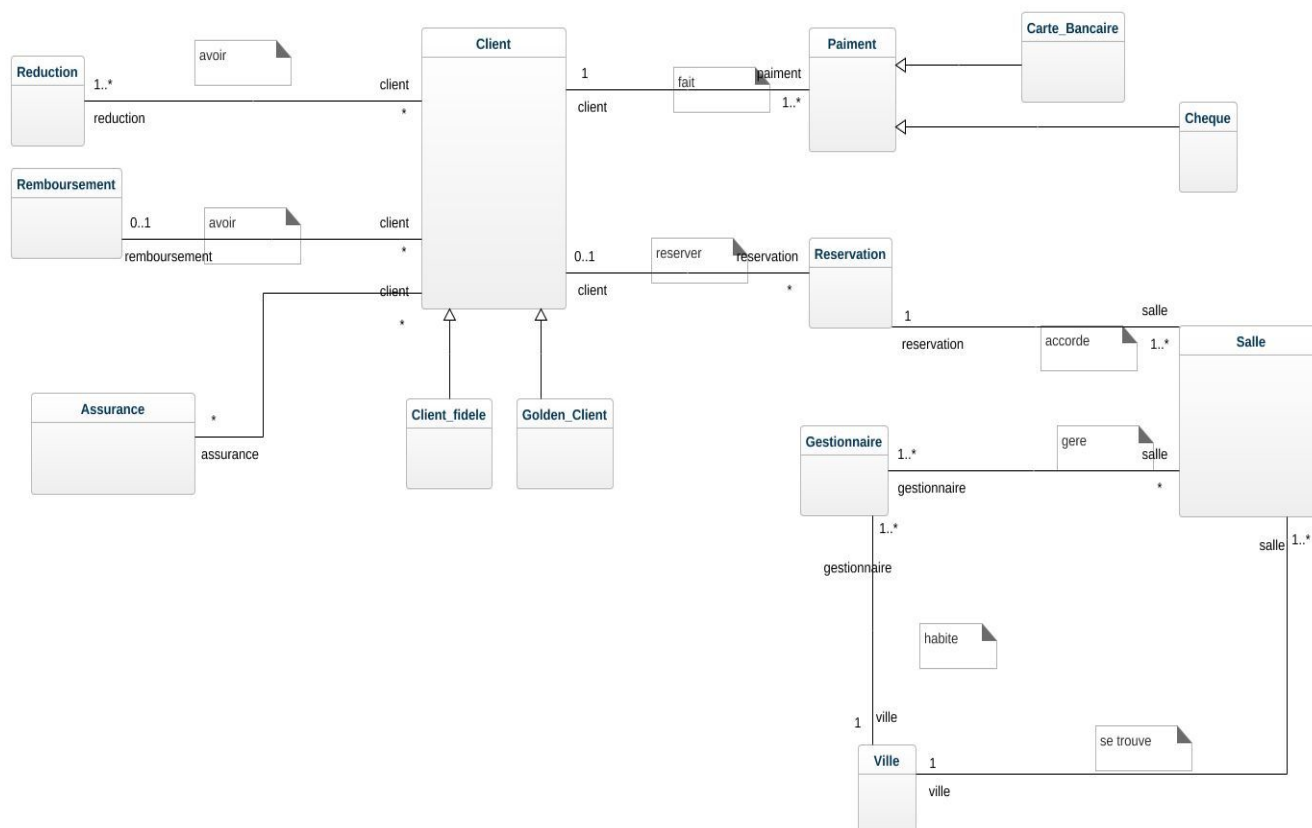 Carte_Bancaire
Client
Paiment
avoir
Reduction
1..*
client
1
fait
paiment
reduction
*
client
1..*
Cheque
Remboursement
0..1
avoir
client
remboursement
*
0..1
reserver
reservation
Reservation
client
*
client
*
1
salle
reservation
accorde
1..*
Salle
Assurance
*
assurance
Client_fidele
Golden_Client
Gestionnaire
1..*
gere
salle
gestionnaire
*
1..*
gestionnaire
salle
1..*
habite
1
ville
se trouve
Ville
1
ville